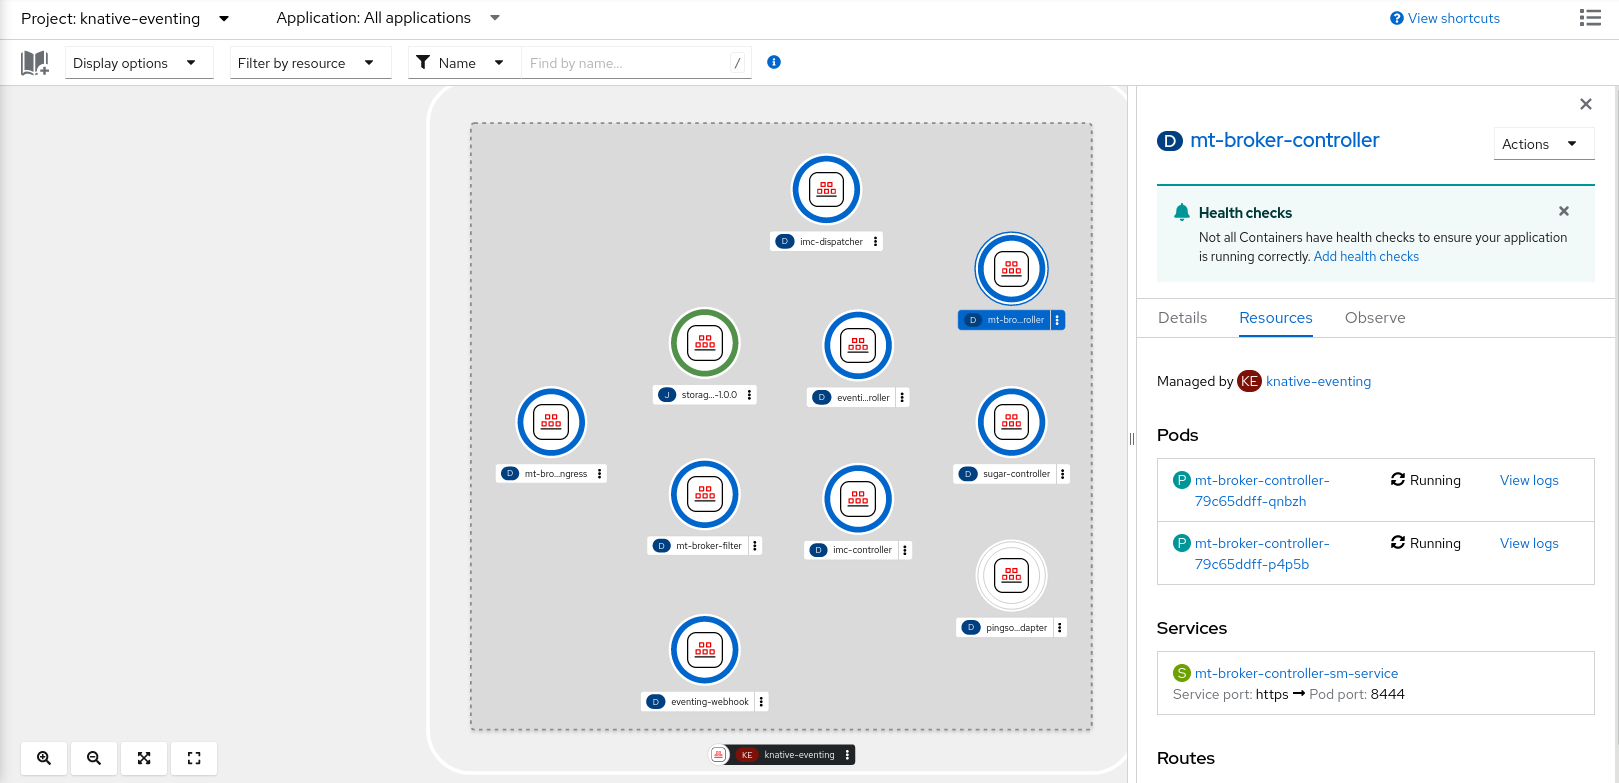 Project: knative-eventing
Application: All applications
View shortcuts
Display options
Filter by resource
Name
Find by name...
/
D imc-dispatcher
D mt-bro...roller
J storag...-1.0.0
D eventi...roller
D mt-bro...ngress
D sugar-controller
D mt-broker-filter
D imc-controller
D pingso...dapter
D eventing-webhook
KE knative-eventing
D mt-broker-controller
Actions
Health checks
Not all Containers have health checks to ensure your application
is running correctly. Add health checks
Details Resources Observe
Managed by KE knative-eventing
Pods
P mt-broker-controller-
79c65ddff-qnbzh
Running
View logs
P mt-broker-controller-
79c65ddff-p4p5b
Running
View logs
Services
S mt-broker-controller-sm-service
Service port: https → Pod port: 8444
Routes